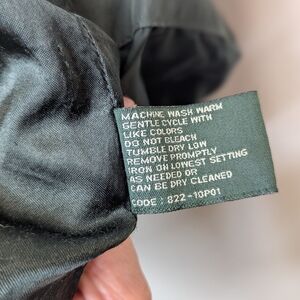 MACHINE WASH WARM
GENTLE CYCLE WITH
LIKE COLORS
DO NOT BLEACH
TUMBLE DRY LOW
REMOVE PROMPTLY
IRON ON LOWEST SETTING
AS NEEDED OR
CAN BE DRY CLEANED
CODE : 822-10P01